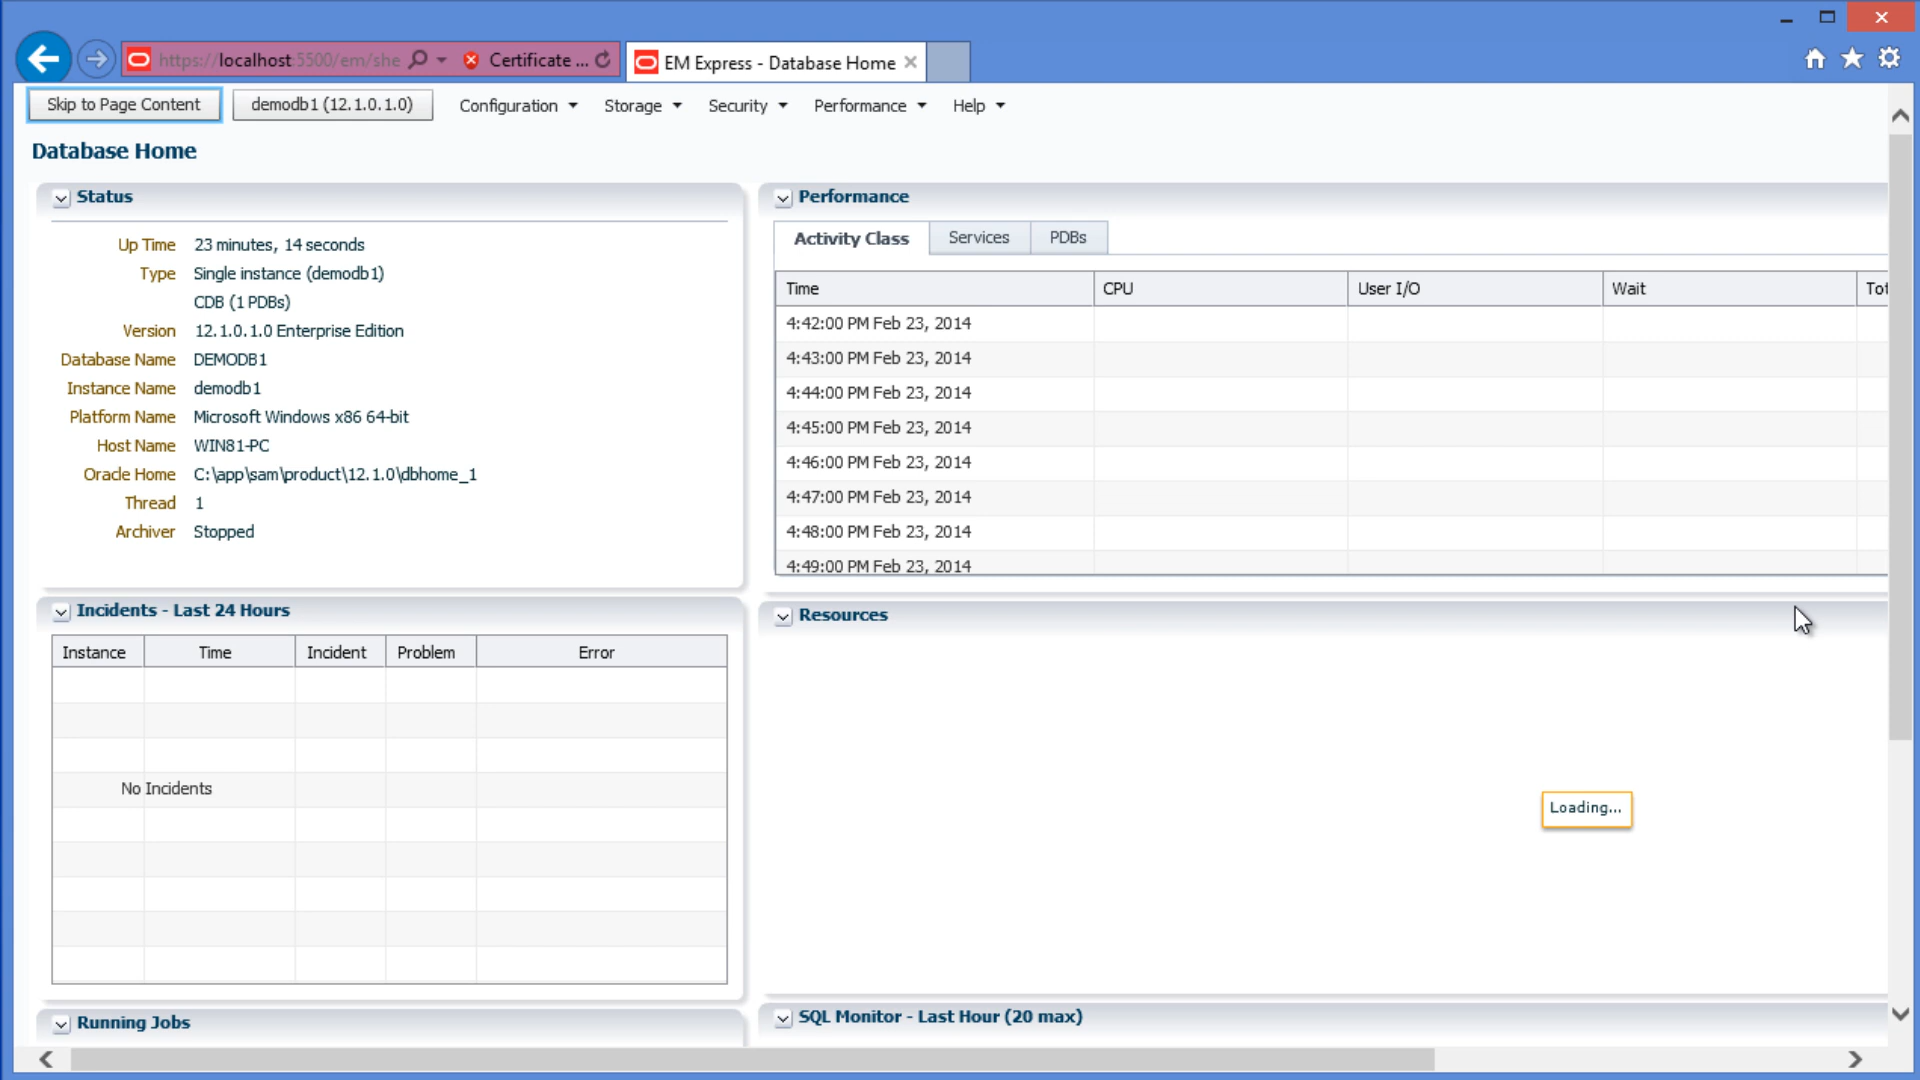 https://localhost:5500/em/she
Certificate ...
EM Express - Database Home
Skip to Page Content
demodb1 (12.1.0.1.0)
Configuration
Storage
Security
Performance
Help
Database Home
Status
Up Time 23 minutes, 14 seconds
Type Single instance (demodb1)
CDB (1 PDBs)
Version 12.1.0.1.0 Enterprise Edition
Database Name DEMODB1
Instance Name demodb1
Platform Name Microsoft Windows x86 64-bit
Host Name WIN81-PC
Oracle Home C:\app\sam\product\12.1.0\dbhome_1
Thread 1
Archiver Stopped
Performance
Activity Class Services PDBs
Time CPU User I/O Wait Tot
4:42:00 PM Feb 23, 2014
4:43:00 PM Feb 23, 2014
4:44:00 PM Feb 23, 2014
4:45:00 PM Feb 23, 2014
4:46:00 PM Feb 23, 2014
4:47:00 PM Feb 23, 2014
4:48:00 PM Feb 23, 2014
4:49:00 PM Feb 23, 2014
Incidents - Last 24 Hours
Instance Time Incident Problem Error
No Incidents
Resources
Loading...
Running Jobs
SQL Monitor - Last Hour (20 max)